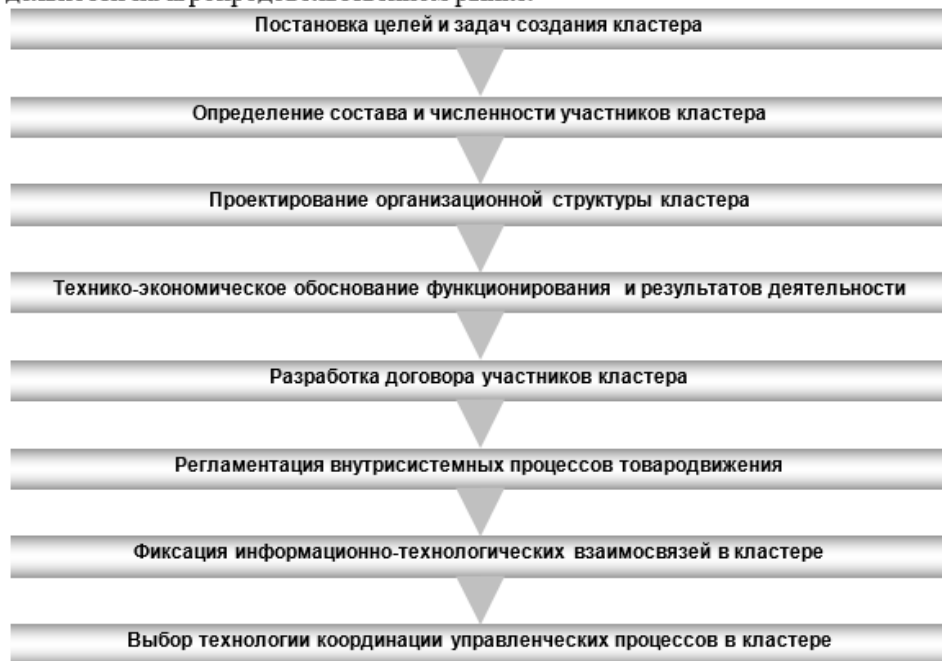 Постановка целей и задач создания кластера
Определение состава и численности участников кластера
Проектирование организационной структуры кластера
Технико-экономическое обоснование функционирования и результатов деятельности
Разработка договора участников кластера
Регламентация внутрисистемных процессов товародвижения
Фиксация информационно-технологических взаимосвязей в кластере
Выбор технологии координации управленческих процессов в кластере